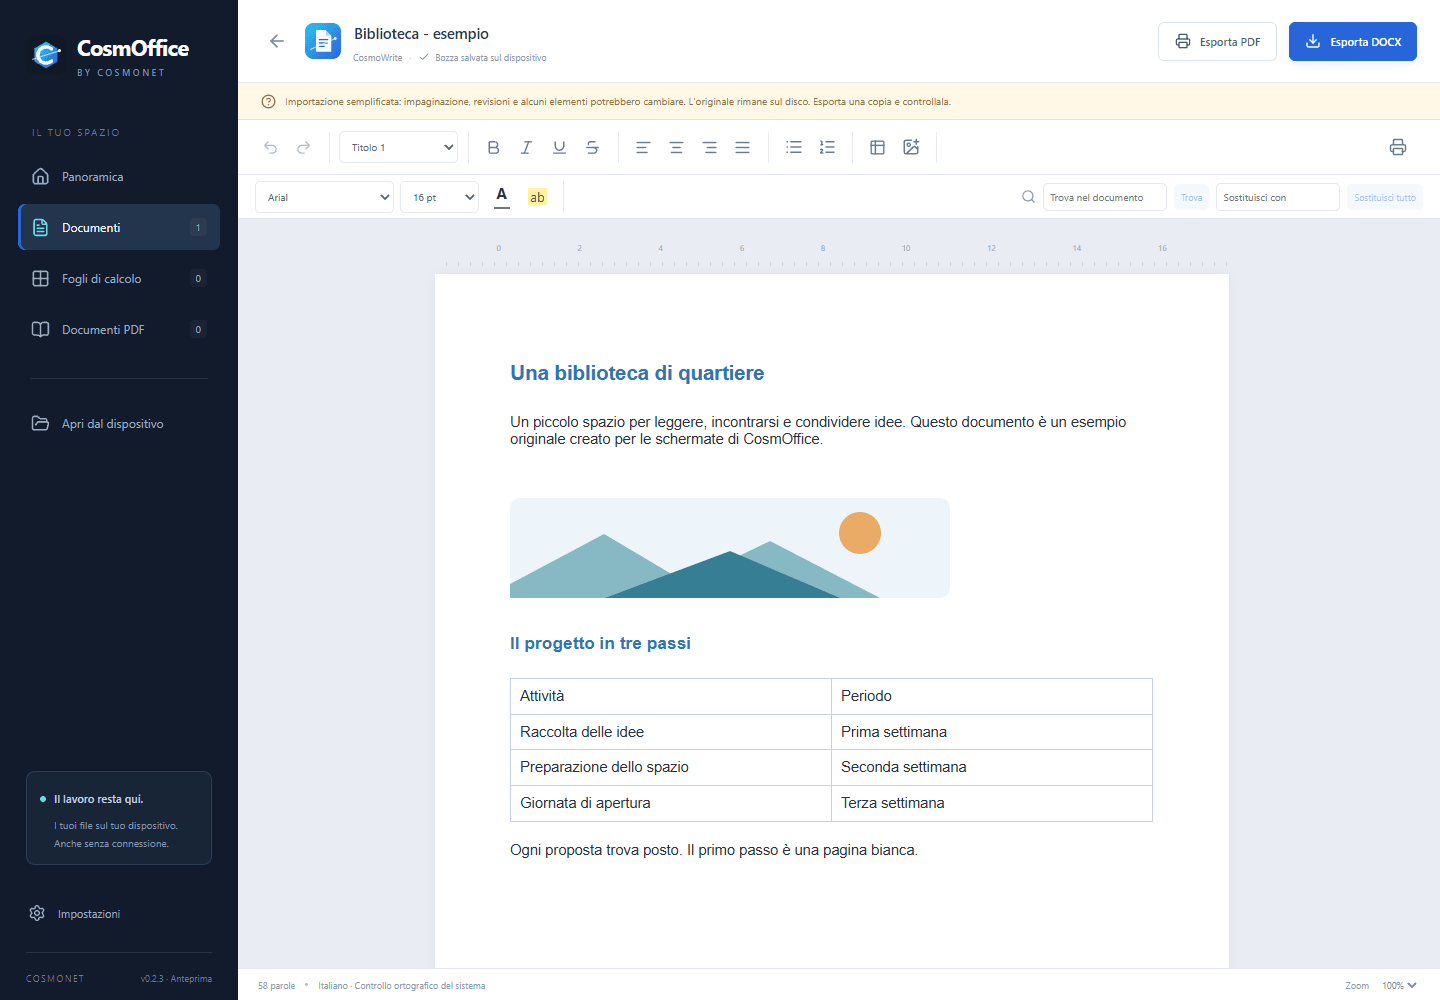 CosmOffice
BY COSMONET
IL TUO SPAZIO
Panoramica
Documenti 1
Fogli di calcolo 0
Documenti PDF 0
Apri dal dispositivo
Il lavoro resta qui.
I tuoi file sul tuo dispositivo.
Anche senza connessione.
Impostazioni
COSMONET v0.2.3 · Anteprima
Biblioteca - esempio
CosmoWrite · Bozza salvata sul dispositivo
Esporta PDF
Esporta DOCX
Importazione semplificata: impaginazione, revisioni e alcuni elementi potrebbero cambiare. L'originale rimane sul disco. Esporta una copia e controllala.
Titolo 1
Arial 16 pt A ab
Trova nel documento Trova Sostituisci con Sostituisci tutto
0 2 4 6 8 10 12 14 16
Una biblioteca di quartiere
Un piccolo spazio per leggere, incontrarsi e condividere idee. Questo documento è un esempio
originale creato per le schermate di CosmOffice.
Il progetto in tre passi
Attività Periodo
Raccolta delle idee Prima settimana
Preparazione dello spazio Seconda settimana
Giornata di apertura Terza settimana
Ogni proposta trova posto. Il primo passo è una pagina bianca.
58 parole • Italiano · Controllo ortografico del sistema
Zoom 100%